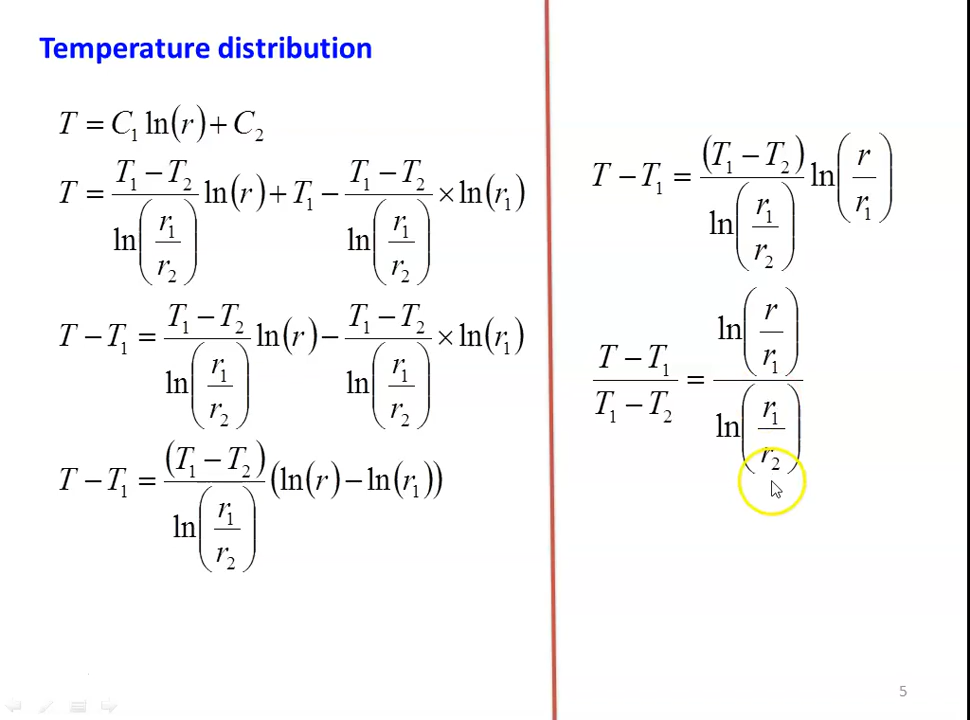 Temperature distribution
T = C₁ ln(r) + C₂
T = (T₁ − T₂)/ln(r₁/r₂) ln(r) + T₁ − (T₁ − T₂)/ln(r₁/r₂) × ln(r₁)
T − T₁ = (T₁ − T₂)/ln(r₁/r₂) ln(r) − (T₁ − T₂)/ln(r₁/r₂) × ln(r₁)
T − T₁ = (T₁ − T₂)/ln(r₁/r₂) (ln(r) − ln(r₁))
T − T₁ = (T₁ − T₂)/ln(r₁/r₂) ln(r/r₁)
(T − T₁)/(T₁ − T₂) = ln(r/r₁)/ln(r₁/r₂)
5